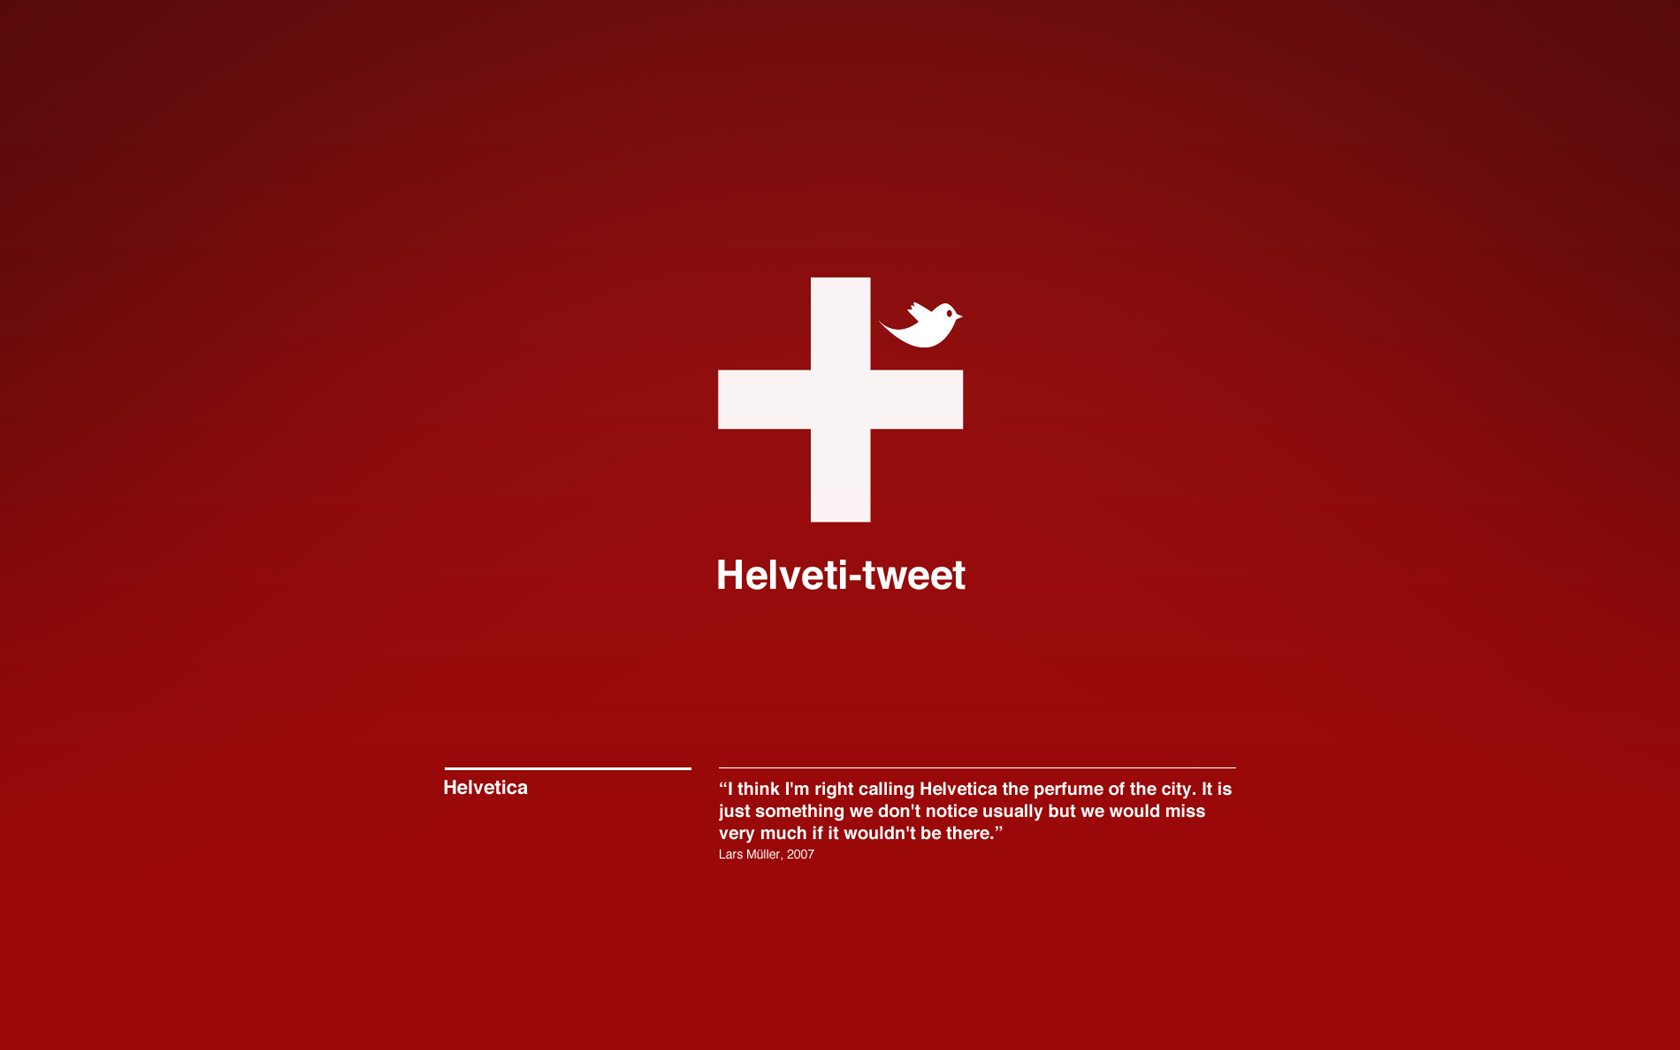 Helveti-tweet
Helvetica
“I think I'm right calling Helvetica the perfume of the city. It is
just something we don't notice usually but we would miss
very much if it wouldn't be there.”
Lars Müller, 2007